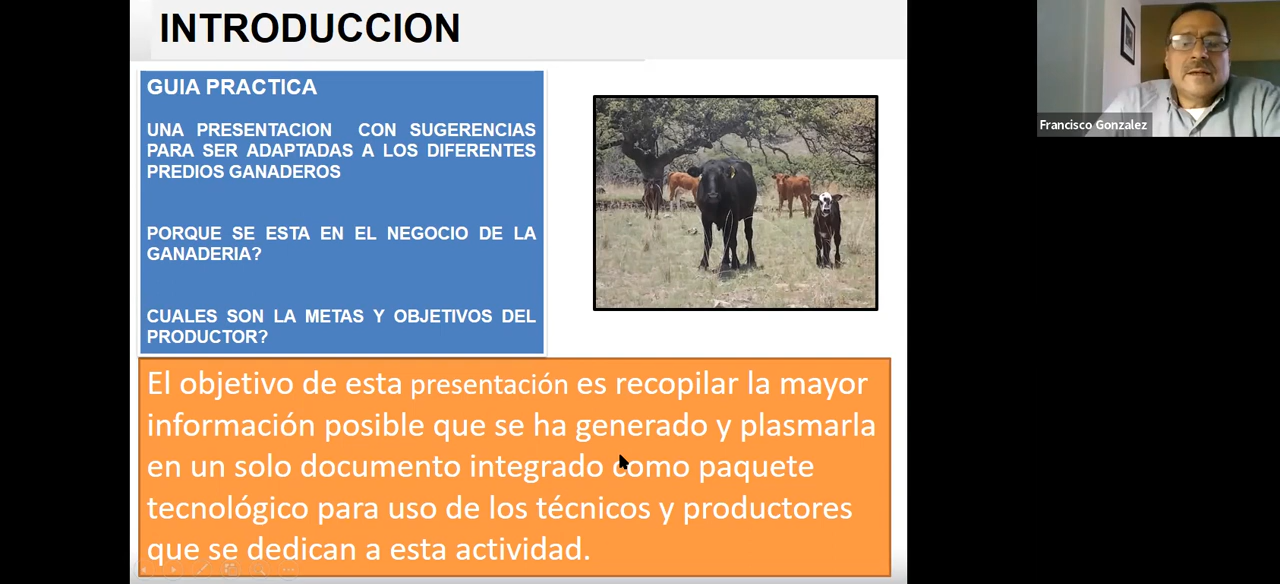 INTRODUCCION
GUIA PRACTICA
UNA PRESENTACION CON SUGERENCIAS
PARA SER ADAPTADAS A LOS DIFERENTES
PREDIOS GANADEROS
PORQUE SE ESTA EN EL NEGOCIO DE LA
GANADERIA?
CUALES SON LA METAS Y OBJETIVOS DEL
PRODUCTOR?
El objetivo de esta presentación es recopilar la mayor
información posible que se ha generado y plasmarla
en un solo documento integrado como paquete
tecnológico para uso de los técnicos y productores
que se dedican a esta actividad.
Francisco Gonzalez